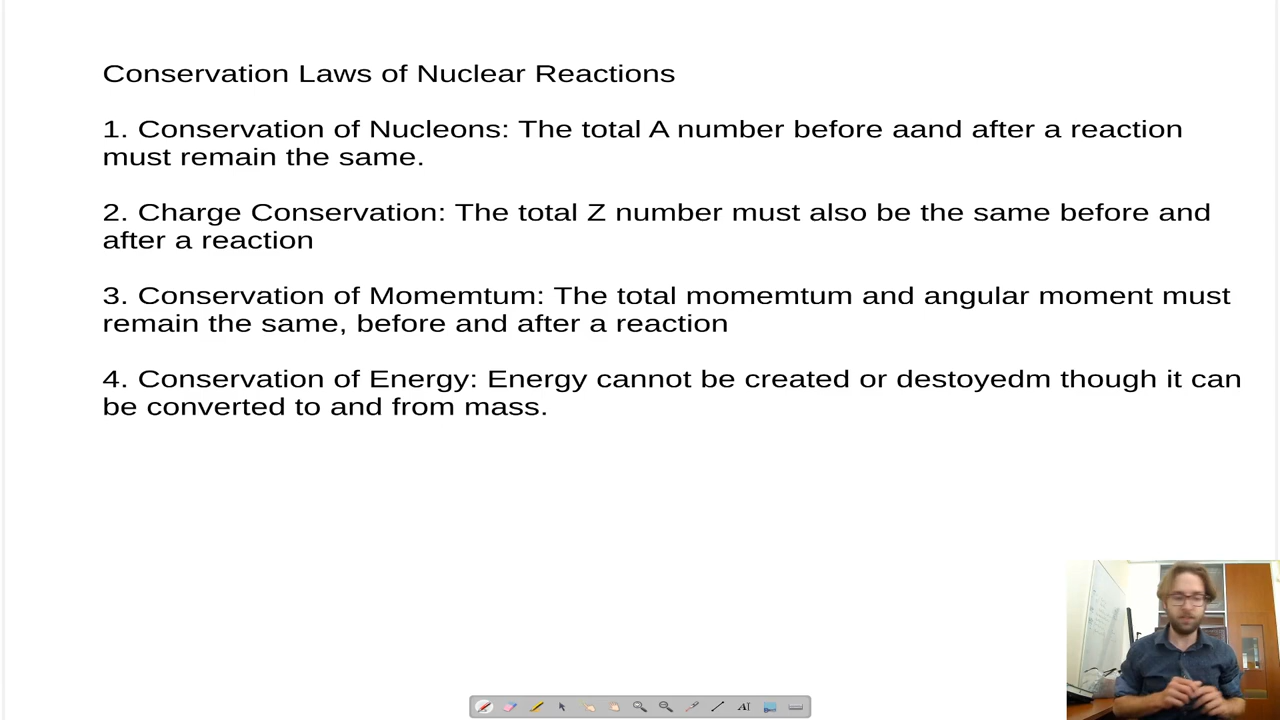 Conservation Laws of Nuclear Reactions
1. Conservation of Nucleons: The total A number before aand after a reaction
must remain the same.
2. Charge Conservation: The total Z number must also be the same before and
after a reaction
3. Conservation of Momemtum: The total momemtum and angular moment must
remain the same, before and after a reaction
4. Conservation of Energy: Energy cannot be created or destoyedm though it can
be converted to and from mass.
AI